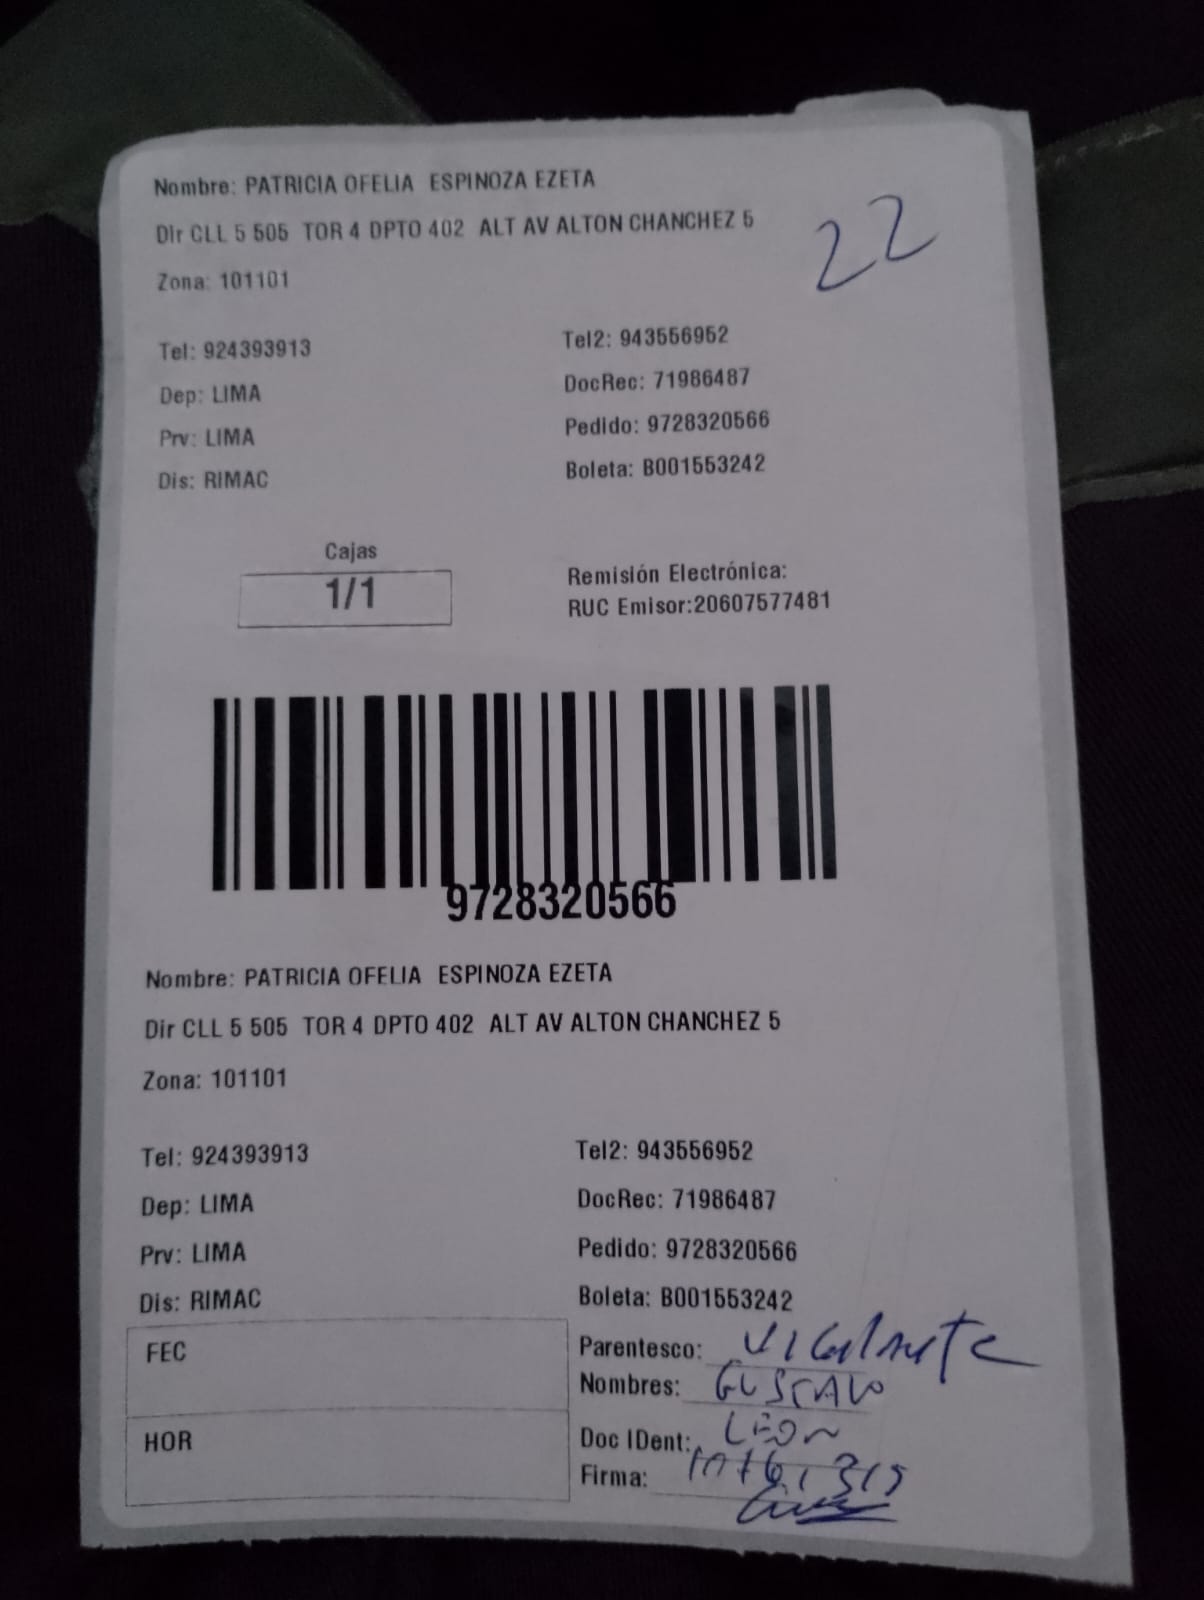 Nombre: PATRICIA OFELIA ESPINOZA EZETA
22
Dir CLL 5 505 TOR 4 DPTO 402 ALT AV ALTON CHANCHEZ 5
Zona: 101101
Tel: 924393913 Tel2: 943556952
Dep: LIMA DocRec: 71986487
Prv: LIMA Pedido: 9728320566
Dis: RIMAC Boleta: B001553242
Cajas
1/1
Remisión Electrónica:
RUC Emisor:20607577481
9728320566
Nombre: PATRICIA OFELIA ESPINOZA EZETA
Dir CLL 5 505 TOR 4 DPTO 402 ALT AV ALTON CHANCHEZ 5
Zona: 101101
Tel: 924393913 Tel2: 943556952
Dep: LIMA DocRec: 71986487
Prv: LIMA Pedido: 9728320566
Dis: RIMAC Boleta: B001553242
FEC
HOR
Parentesco: Vigilante
Nombres: GUSTAVO
LEON
Doc IDent:
Firma: